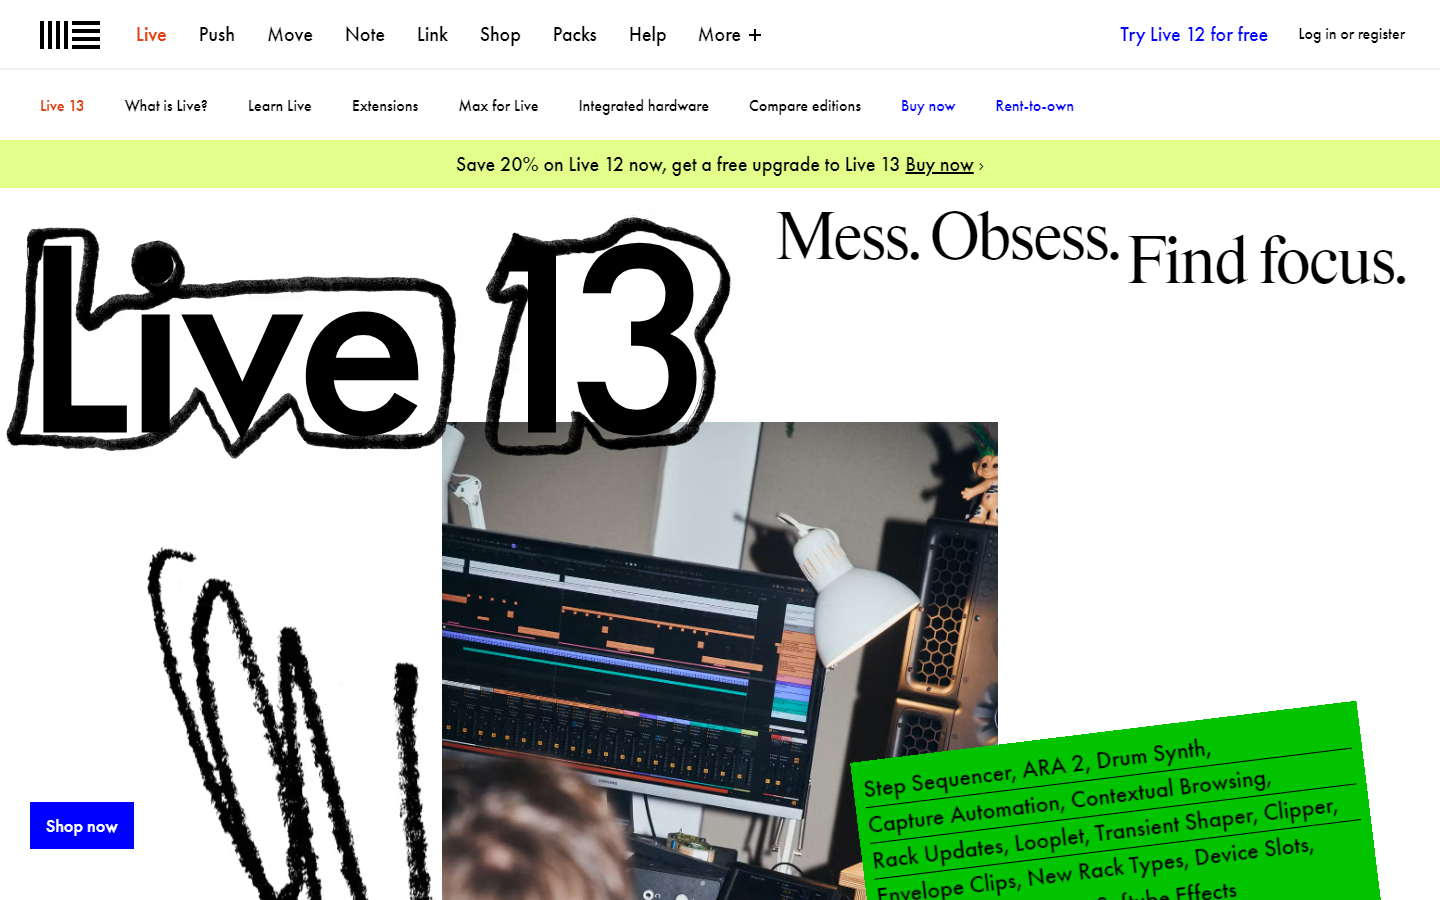 Live
Push
Move
Note
Link
Shop
Packs
Help
More +
Try Live 12 for free
Log in or register
Live 13
What is Live?
Learn Live
Extensions
Max for Live
Integrated hardware
Compare editions
Buy now
Rent-to-own
Save 20% on Live 12 now, get a free upgrade to Live 13 Buy now ›
Live 13
Mess. Obsess. Find focus.
Step Sequencer, ARA 2, Drum Synth,
Capture Automation, Contextual Browsing,
Rack Updates, Looplet, Transient Shaper, Clipper,
Envelope Clips, New Rack Types, Device Slots,
Softube Effects
Shop now